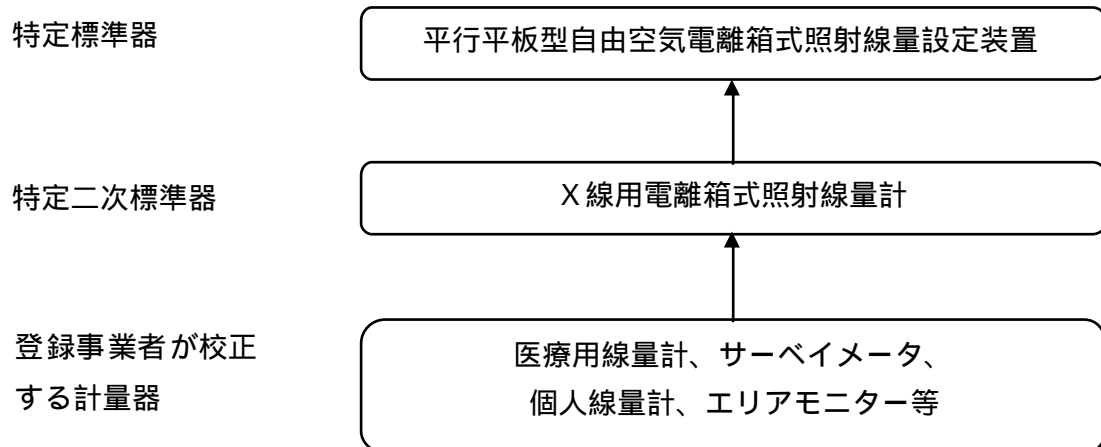 特定標準器
平行平板型自由空気電離箱式照射線量設定装置
特定二次標準器
X線用電離箱式照射線量計
登録事業者が校正
する計量器
医療用線量計、サーベイメータ、
個人線量計、エリアモニター等